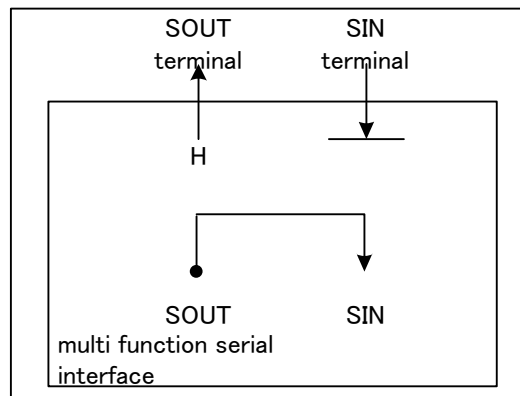 SOUT SIN
terminal terminal
H
SOUT SIN
multi function serial
interface